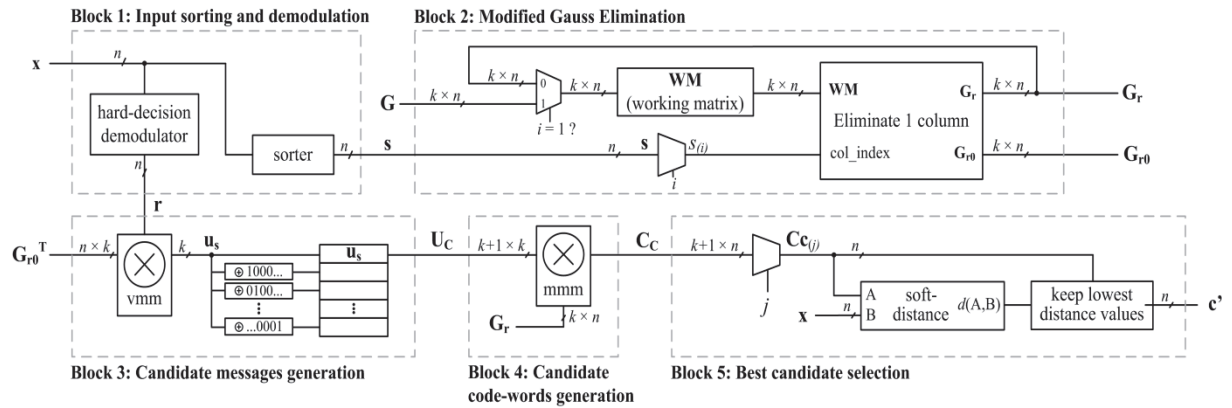 Block 1: Input sorting and demodulation
x
n
hard-decision
demodulator
n
sorter
n
s
r
Block 2: Modified Gauss Elimination
k × n
0
1
G
k × n
i = 1 ?
k × n
WM
(working matrix)
k × n
WM
Eliminate 1 column
col_index
Gr
Gr0
k × n
Gr
k × n
Gr0
n
s
s(i)
i
Gr0T
n × k
vmm
k
us
⊕ 1000...
⊕ 0100...
⋮
⊕ ...0001
us
⋮
UC
Block 3: Candidate messages generation
k+1 × k
mmm
Gr
k × n
CC
Block 4: Candidate
code-words generation
k+1 × n
j
Cc(j)
n
x
n
A
B
soft-
distance
d(A,B)
keep lowest
distance values
n
c’
Block 5: Best candidate selection